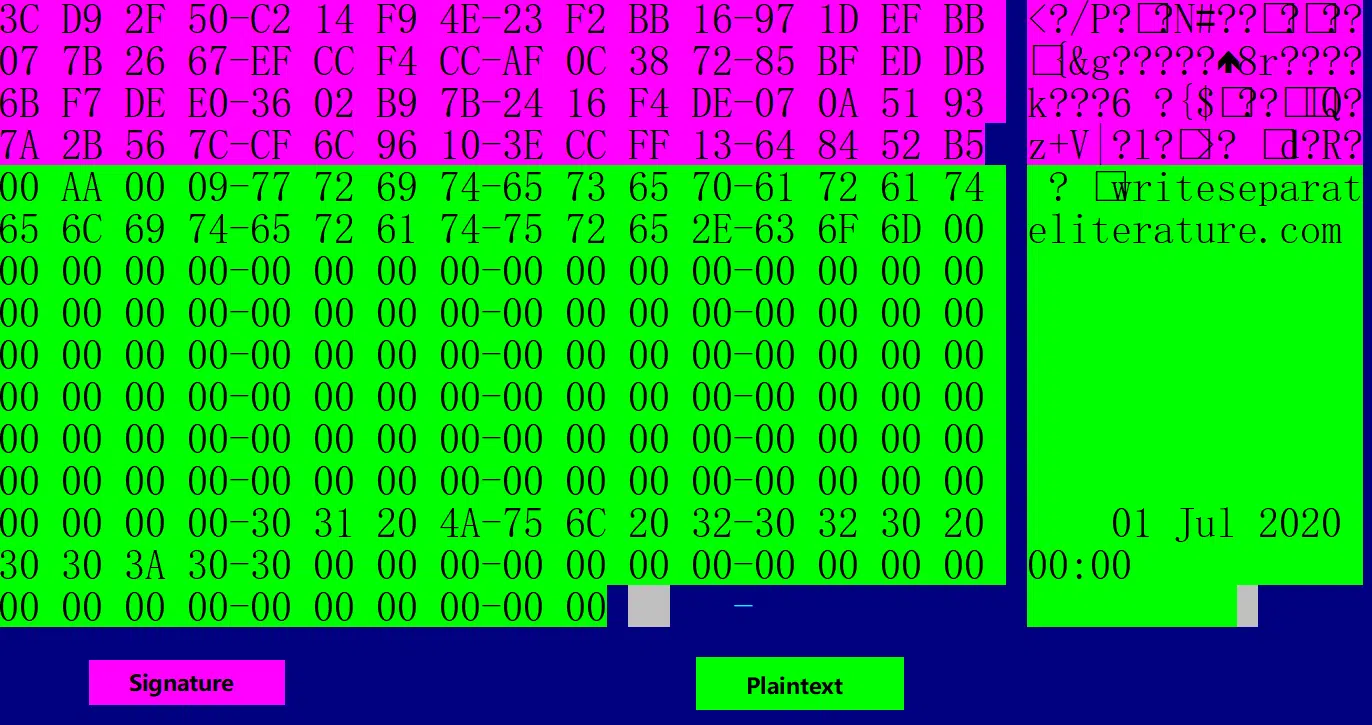 3C D9 2F 50-C2 14 F9 4E-23 F2 BB 16-97 1D EF BB <?/P?□?N#??□?□??
07 7B 26 67-EF CC F4 CC-AF 0C 38 72-85 BF ED DB □{&g?????♠8r????
6B F7 DE E0-36 02 B9 7B-24 16 F4 DE-07 0A 51 93 k???6 ?{$□??□□Q?
7A 2B 56 7C-CF 6C 96 10-3E CC FF 13-64 84 52 B5 z+V|?l?□>? □d?R?
00 AA 00 09-77 72 69 74-65 73 65 70-61 72 61 74 ? □writeseparat
65 6C 69 74-65 72 61 74-75 72 65 2E-63 6F 6D 00 eliterature.com
00 00 00 00-00 00 00 00-00 00 00 00-00 00 00 00
00 00 00 00-00 00 00 00-00 00 00 00-00 00 00 00
00 00 00 00-00 00 00 00-00 00 00 00-00 00 00 00
00 00 00 00-00 00 00 00-00 00 00 00-00 00 00 00
00 00 00 00-00 00 00 00-00 00 00 00-00 00 00 00
00 00 00 00-00 00 00 00-00 00 00 00-00 00 00 00
00 00 00 00-30 31 20 4A-75 6C 20 32-30 32 30 20 01 Jul 2020
30 30 3A 30-30 00 00 00-00 00 00 00-00 00 00 00 00:00
00 00 00 00-00 00 00 00-00 00
Signature Plaintext